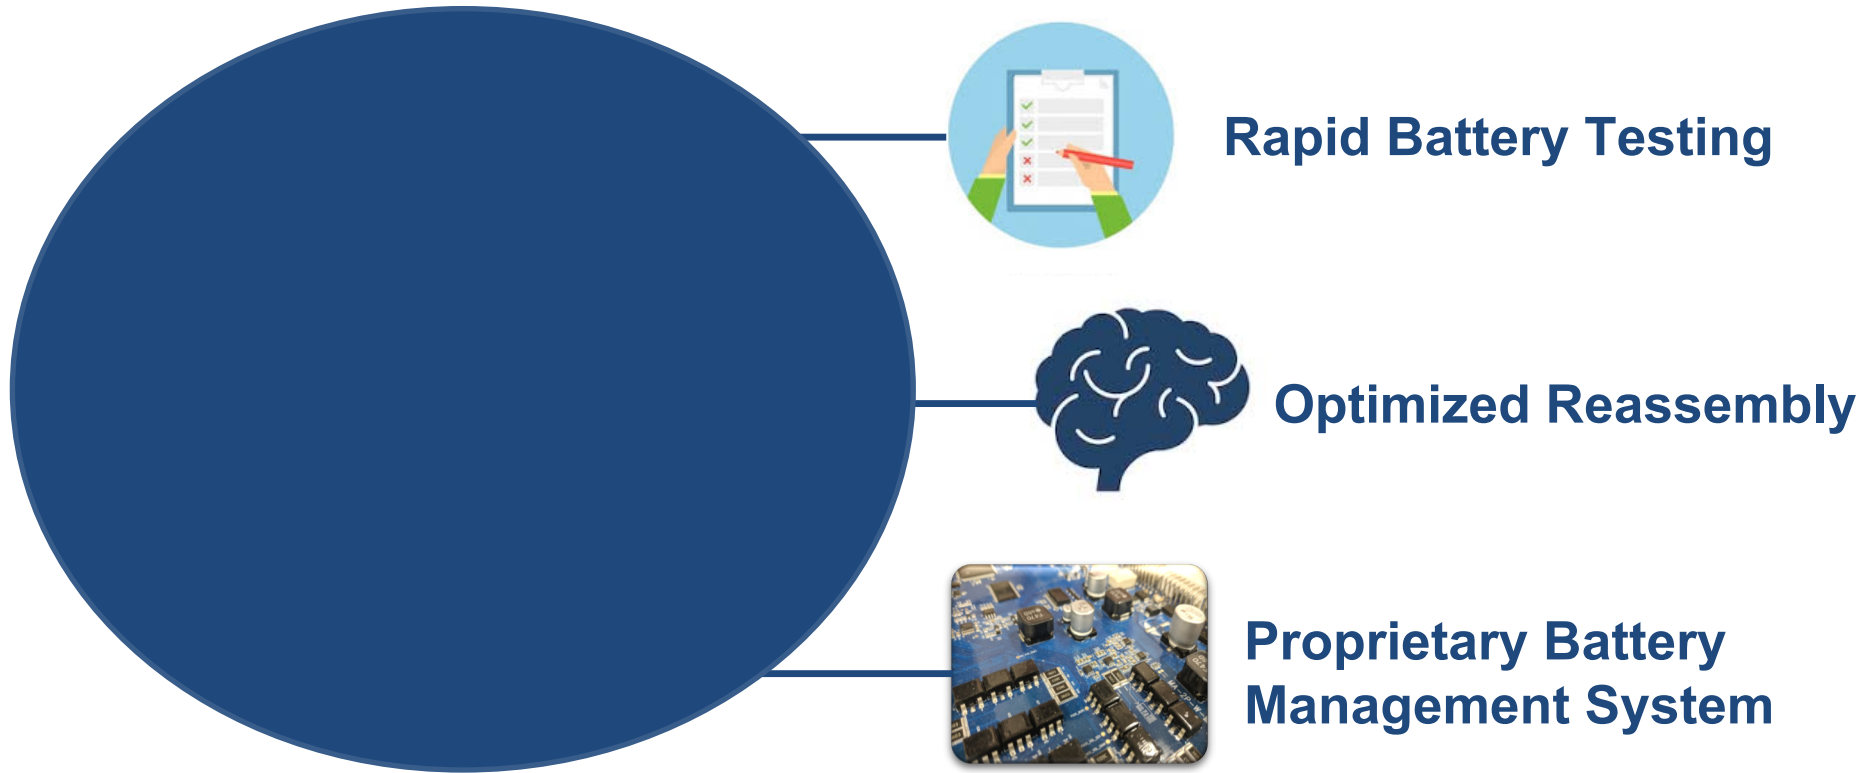 Rapid Battery Testing
Optimized Reassembly
Proprietary Battery
Management System